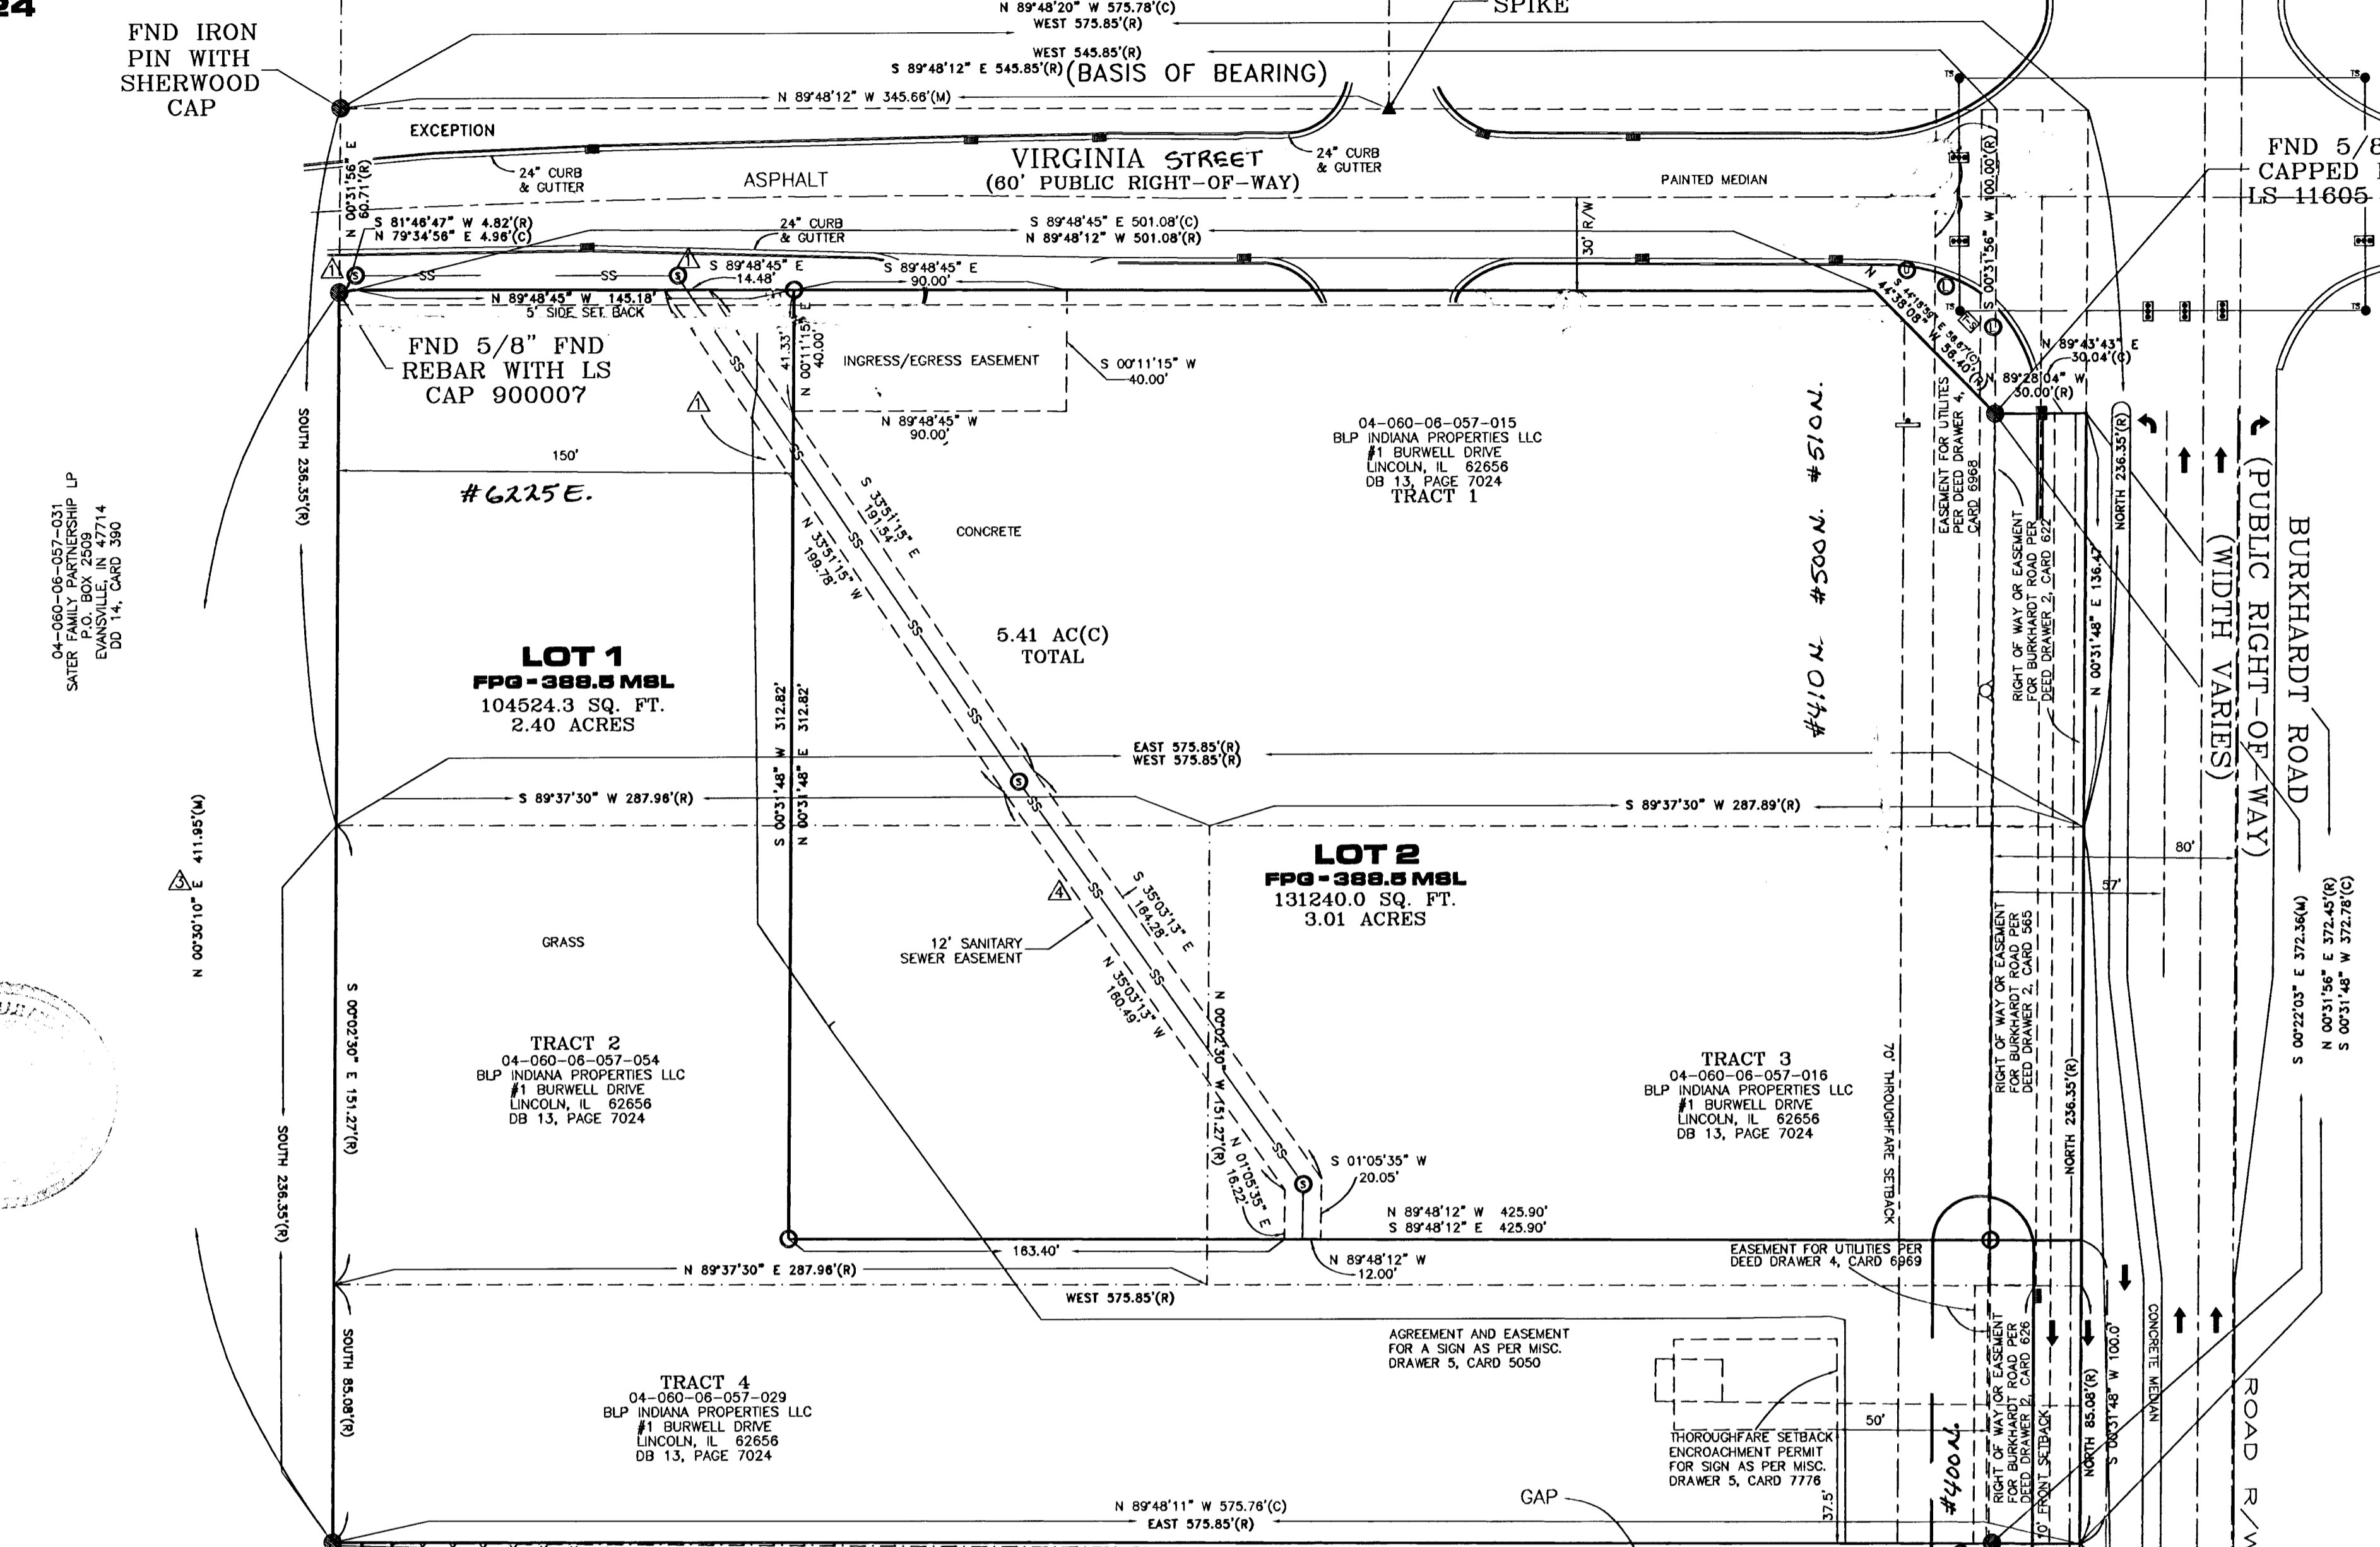 24
FND IRON
PIN WITH
SHERWOOD
CAP
N 89°48'20" W 575.78'(C)
WEST 575.85'(R)
SPIKE
WEST 545.85'(R)
S 89°48'12" E 545.85'(R) (BASIS OF BEARING)
N 89°48'12" W 345.66'(M)
EXCEPTION
24" CURB
& GUTTER
ASPHALT
VIRGINIA STREET
(60' PUBLIC RIGHT-OF-WAY)
24" CURB
& GUTTER
PAINTED MEDIAN
FND 5/8
CAPPED
LS 11605
N 00°31'56" E
60.71'(R)
S 81°46'47" W 4.82'(R)
N 79°34'56" E 4.96'(C)
24" CURB
& GUTTER
S 89°48'45" E 501.08'(C)
N 89°48'12" W 501.08'(R)
30' R/W
S 00°31'56" W 100.00'(R)
TS
TS
TS
TS
1
1
S
S
SS
SS
S 89°48'45" E
14.48'
S 89°48'45" E
90.00'
N 89°48'45" W 145.18'
5' SIDE SET BACK
S 44°18'59" E 56.67'(C)
N 44°38'08" W 56.40'(R)
N 89°43'43" E
30.04'(C)
N 89°28'04" W
30.00'(R)
FND 5/8" FND
REBAR WITH LS
CAP 900007
41.33'
N 00°11'15" E
40.00'
INGRESS/EGRESS EASEMENT
S 00°11'15" W
40.00'
N 89°48'45" W
90.00'
1
150'
#6225E.
SOUTH 236.35'(R)
04-060-06-057-031
SATER FAMILY PARTNERSHIP LP
P.O. BOX 2509
EVANSVILLE, IN 47714
DD 14, CARD 390
04-060-06-057-015
BLP INDIANA PROPERTIES LLC
#1 BURWELL DRIVE
LINCOLN, IL 62656
DB 13, PAGE 7024
TRACT 1
#510N. #500N. #411O N
EASEMENT FOR UTILITES
PER DEED DRAWER 4,
CARD 6968
RIGHT OF WAY OR EASEMENT
FOR BURKHARDT ROAD PER
DEED DRAWER 2, CARD 622
N 00°31'48" E 136.47'
NORTH 236.35'(R)
BURKHARDT ROAD
(PUBLIC RIGHT-OF-WAY)
(WIDTH VARIES)
S 33°51'15" E
191.54'
N 33°51'15" W
199.78'
CONCRETE
5.41 AC(C)
TOTAL
LOT 1
FPG-388.5 MSL
104524.3 SQ. FT.
2.40 ACRES
S 00°31'48" W 312.82'
N 00°31'48" E 312.82'
EAST 575.85'(R)
WEST 575.85'(R)
S 89°37'30" W 287.96'(R)
S 89°37'30" W 287.89'(R)
LOT 2
FPG-388.5 MSL
131240.0 SQ. FT.
3.01 ACRES
80'
57'
3
N 00°30'10" E 411.95'(M)
4
GRASS
12' SANITARY
SEWER EASEMENT
S 35°03'13" E
164.28'
N 35°03'13" W
160.49'
N 00°02'30" W 151.27'(R)
S 00°02'30" E 151.27'(R)
TRACT 2
04-060-06-057-054
BLP INDIANA PROPERTIES LLC
#1 BURWELL DRIVE
LINCOLN, IL 62656
DB 13, PAGE 7024
TRACT 3
04-060-06-057-016
BLP INDIANA PROPERTIES LLC
#1 BURWELL DRIVE
LINCOLN, IL 62656
DB 13, PAGE 7024
70' THROUGHFARE SETBACK
RIGHT OF WAY OR EASEMENT
FOR BURKHARDT ROAD PER
DEED DRAWER 2, CARD 565
NORTH 236.35'(R)
S 00°22'03" E 372.36(M)
N 00°31'56" E 372.45'(R)
S 00°31'48" W 372.78'(C)
SOUTH 236.35'(R)
N 01°05'35" E
16.22'
S 01°05'35" W
20.05'
N 89°48'12" W 425.90'
S 89°48'12" E 425.90'
163.40'
N 89°48'12" W
12.00'
EASEMENT FOR UTILITIES PER
DEED DRAWER 4, CARD 6969
N 89°37'30" E 287.96'(R)
WEST 575.85'(R)
SOUTH 85.08'(R)
AGREEMENT AND EASEMENT
FOR A SIGN AS PER MISC.
DRAWER 5, CARD 5050
TRACT 4
04-060-06-057-029
BLP INDIANA PROPERTIES LLC
#1 BURWELL DRIVE
LINCOLN, IL 62656
DB 13, PAGE 7024
THOROUGHFARE SETBACK
ENCROACHMENT PERMIT
FOR SIGN AS PER MISC.
DRAWER 5, CARD 7776
50'
37.5'
#400N.
RIGHT OF WAY OR EASEMENT
FOR BURKHARDT ROAD PER
DEED DRAWER 2, CARD 626
10' FRONT SETBACK
NORTH 85.08'(R)
S 00°31'48" W 100.0'
CONCRETE MEDIAN
ROAD R/W
N 89°48'11" W 575.76'(C)
EAST 575.85'(R)
GAP